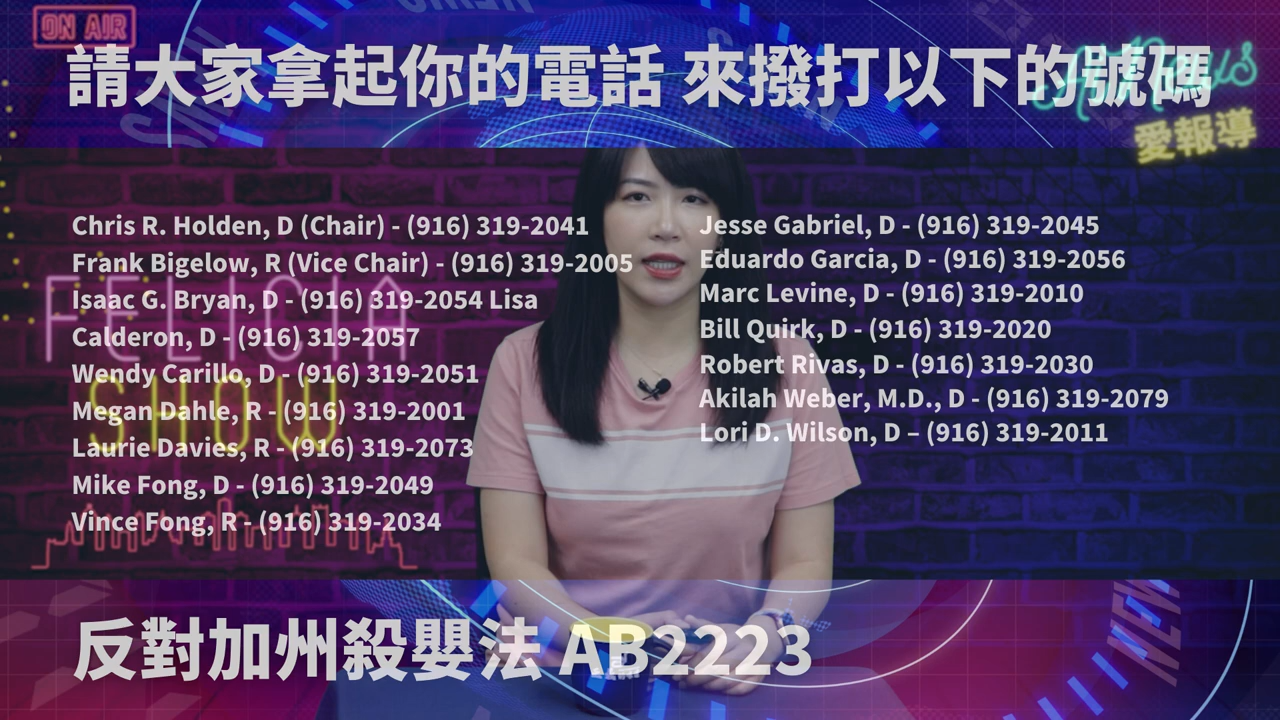 ON AIR
請大家拿起你的電話 來撥打以下的號碼
愛報導
Chris R. Holden, D (Chair) - (916) 319-2041
Frank Bigelow, R (Vice Chair) - (916) 319-2005
Isaac G. Bryan, D - (916) 319-2054 Lisa
Calderon, D - (916) 319-2057
Wendy Carillo, D - (916) 319-2051
Megan Dahle, R - (916) 319-2001
Laurie Davies, R - (916) 319-2073
Mike Fong, D - (916) 319-2049
Vince Fong, R - (916) 319-2034
Jesse Gabriel, D - (916) 319-2045
Eduardo Garcia, D - (916) 319-2056
Marc Levine, D - (916) 319-2010
Bill Quirk, D - (916) 319-2020
Robert Rivas, D - (916) 319-2030
Akilah Weber, M.D., D - (916) 319-2079
Lori D. Wilson, D – (916) 319-2011
FELICIA
SHOW
反對加州殺嬰法 AB2223
NEWS